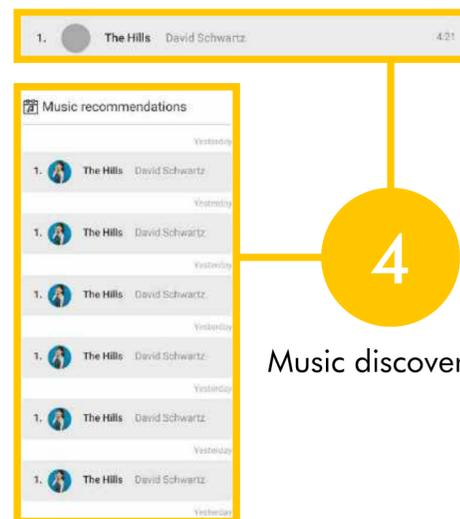 1. The Hills David Schwartz 4:21
Music recommendations
Yesterday
1. The Hills David Schwartz
Yesterday
1. The Hills David Schwartz
Yesterday
1. The Hills David Schwartz
Yesterday
1. The Hills David Schwartz
Yesterday
1. The Hills David Schwartz
Yesterday
1. The Hills David Schwartz
Yesterday
4
Music discover